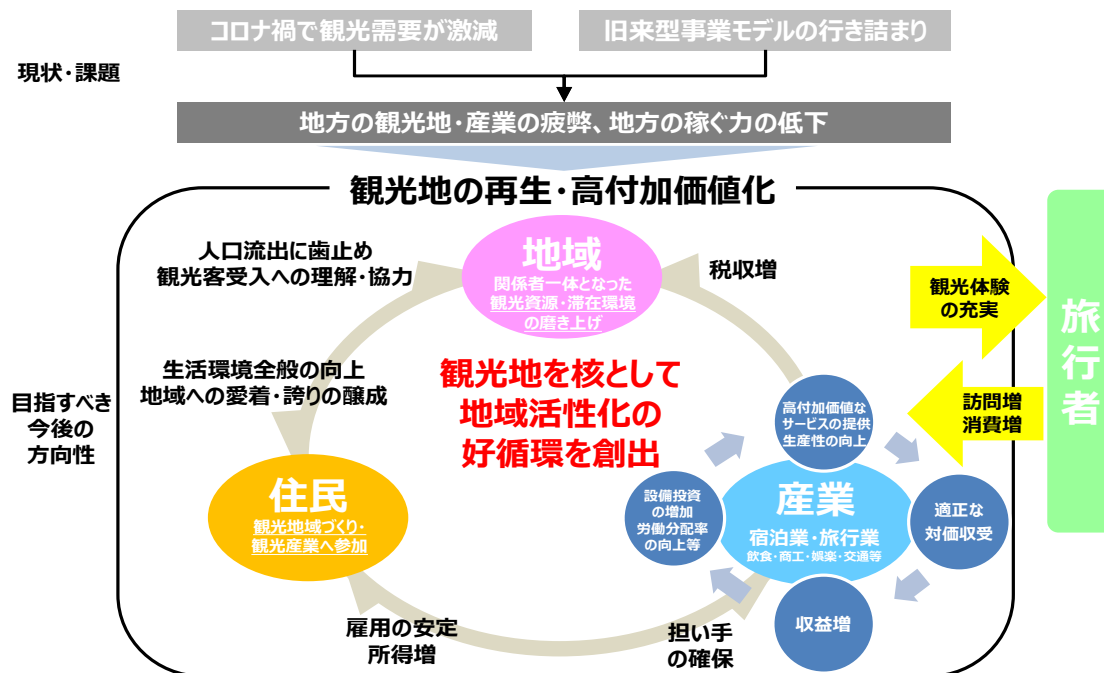 コロナ禍で観光需要が激減
旧来型事業モデルの行き詰まり
現状・課題
地方の観光地・産業の疲弊、地方の稼ぐ力の低下
観光地の再生・高付加価値化
地域
関係者一体となった
観光資源・滞在環境
の磨き上げ
人口流出に歯止め
観光客受入への理解・協力
税収増
観光体験
の充実
旅行者
生活環境全般の向上
地域への愛着・誇りの醸成
観光地を核として
地域活性化の
好循環を創出
目指すべき
今後の
方向性
高付加価値な
サービスの提供
生産性の向上
訪問増
消費増
住民
観光地域づくり・
観光産業へ参加
設備投資
の増加
労働分配率
の向上等
産業
宿泊業・旅行業
飲食・商工・娯楽・交通等
適正な
対価収受
収益増
雇用の安定
所得増
担い手
の確保